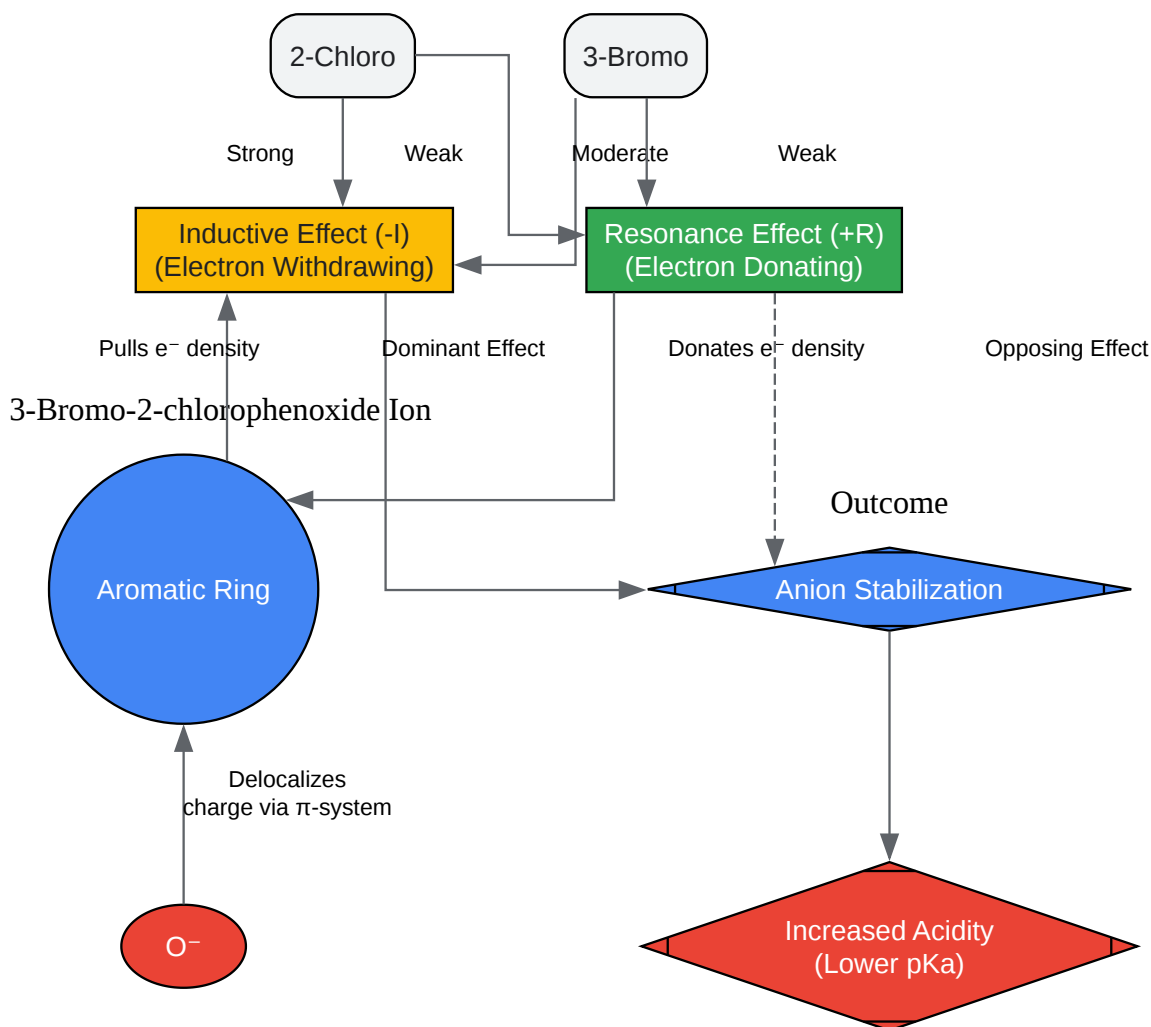 2-Chloro
3-Bromo
Strong
Weak
Moderate
Weak
Inductive Effect (-I)
(Electron Withdrawing)
Resonance Effect (+R)
(Electron Donating)
Pulls e⁻ density
Dominant Effect
Donates e⁻ density
Opposing Effect
3-Bromo-2-chlorophenoxide Ion
Outcome
Aromatic Ring
Anion Stabilization
Delocalizes
charge via π-system
O⁻
Increased Acidity
(Lower pKa)